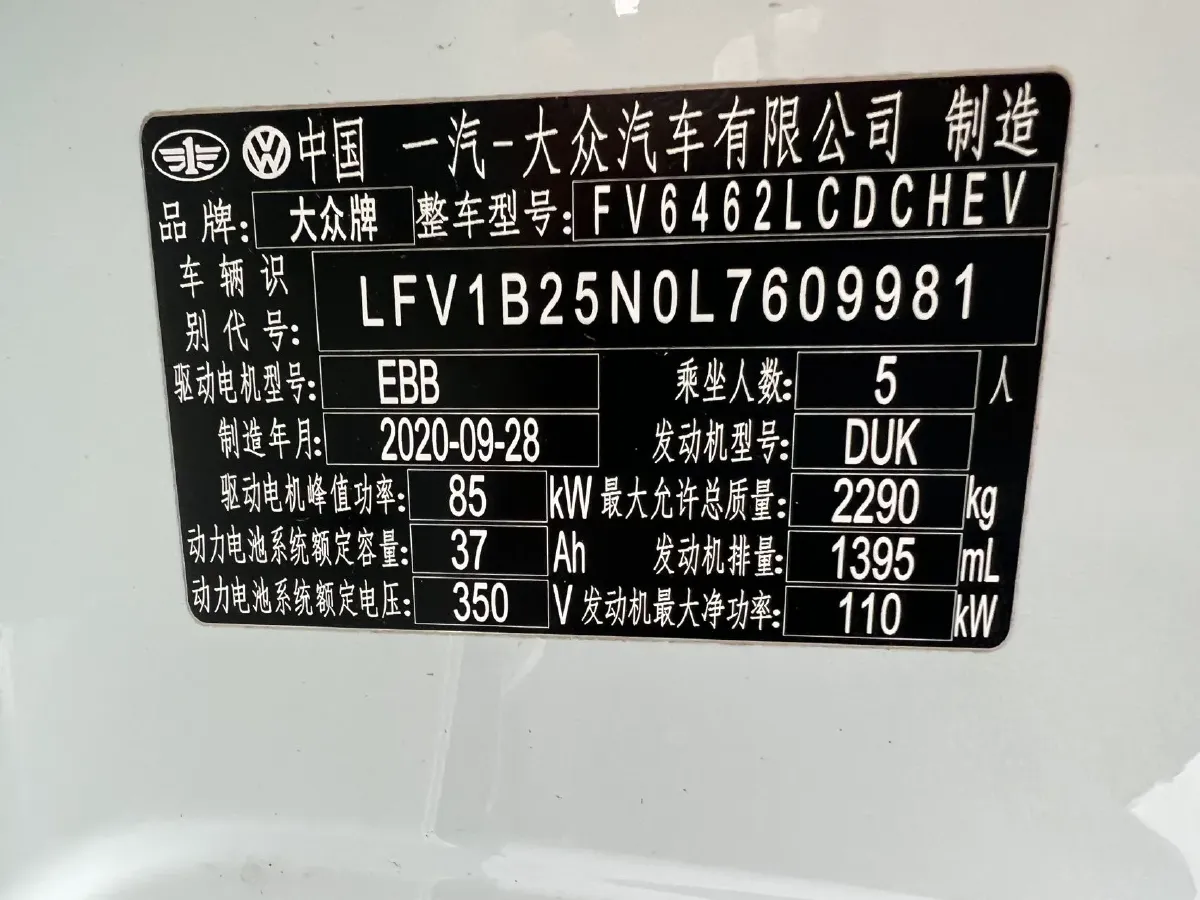 中国 一汽-大众汽车有限公司 制造
品牌: 大众牌 整车型号: FV6462LCDCHEV
车辆识别代号: LFV1B25N0L7609981
驱动电机型号: EBB 乘坐人数: 5 人
制造年月: 2020-09-28 发动机型号: DUK
驱动电机峰值功率: 85 kW 最大允许总质量: 2290 kg
动力电池系统额定容量: 37 Ah 发动机排量: 1395 mL
动力电池系统额定电压: 350 V 发动机最大净功率: 110 kW